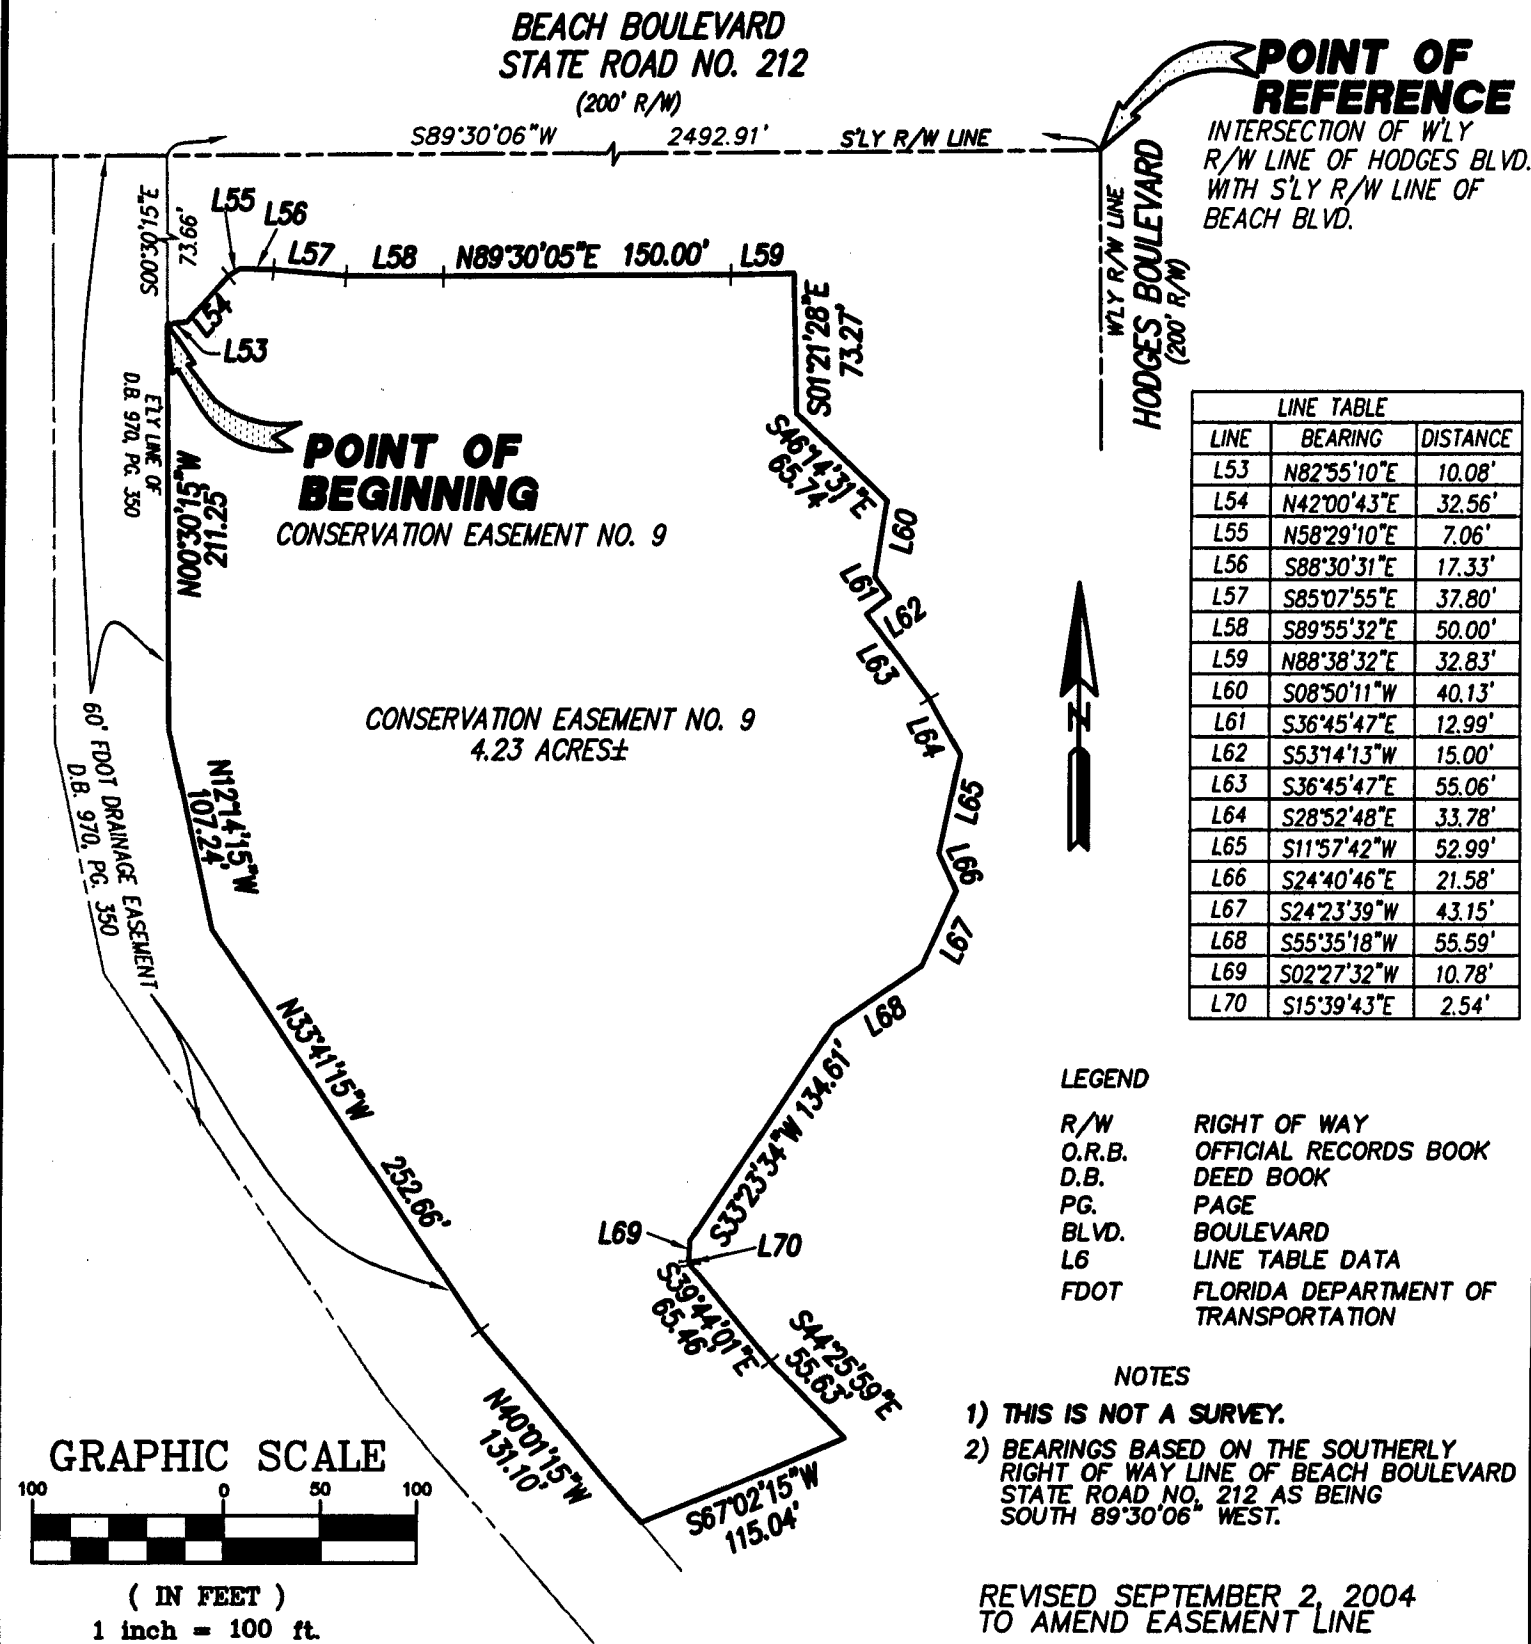 BEACH BOULEVARD
STATE ROAD NO. 212
(200' R/W)
S89°30'06"W 2492.91' S'LY R/W LINE
POINT OF
REFERENCE
INTERSECTION OF W'LY
R/W LINE OF HODGES BLVD.
WITH S'LY R/W LINE OF
BEACH BLVD.
W'LY R/W LINE
HODGES BOULEVARD
(200' R/W)
S00°30'15"E
73.66'
L55
L56
L57
L58
N89°30'05"E 150.00'
L59
L54
L53
S01°21'28"E
73.27'
E'LY LINE OF
D.B. 970, PG. 350
N00°30'15"W
211.25'
POINT OF
BEGINNING
CONSERVATION EASEMENT NO. 9
S46°14'31"E
65.74'
L60
L61
L62
L63
L64
L65
L66
L67
L68
CONSERVATION EASEMENT NO. 9
4.23 ACRES±
N
60' FDOT DRAINAGE EASEMENT
D.B. 970, PG. 350
N12°14'15"W
107.24'
N33°41'15"W
252.66'
S33°23'34"W 134.61'
L69
L70
S39°44'01"E
65.46'
S44°25'59"E
55.63'
N40°01'15"W
131.10'
S67°02'15"W
115.04'
LINE TABLE
LINE BEARING DISTANCE
L53 N82°55'10"E 10.08'
L54 N42°00'43"E 32.56'
L55 N58°29'10"E 7.06'
L56 S88°30'31"E 17.33'
L57 S85°07'55"E 37.80'
L58 S89°55'32"E 50.00'
L59 N88°38'32"E 32.83'
L60 S08°50'11"W 40.13'
L61 S36°45'47"E 12.99'
L62 S53°14'13"W 15.00'
L63 S36°45'47"E 55.06'
L64 S28°52'48"E 33.78'
L65 S11°57'42"W 52.99'
L66 S24°40'46"E 21.58'
L67 S24°23'39"W 43.15'
L68 S55°35'18"W 55.59'
L69 S02°27'32"W 10.78'
L70 S15°39'43"E 2.54'
LEGEND
R/W RIGHT OF WAY
O.R.B. OFFICIAL RECORDS BOOK
D.B. DEED BOOK
PG. PAGE
BLVD. BOULEVARD
L6 LINE TABLE DATA
FDOT FLORIDA DEPARTMENT OF
TRANSPORTATION
NOTES
1) THIS IS NOT A SURVEY.
2) BEARINGS BASED ON THE SOUTHERLY
RIGHT OF WAY LINE OF BEACH BOULEVARD
STATE ROAD NO. 212 AS BEING
SOUTH 89°30'06" WEST.
REVISED SEPTEMBER 2, 2004
TO AMEND EASEMENT LINE
GRAPHIC SCALE
100 0 50 100
( IN FEET )
1 inch = 100 ft.